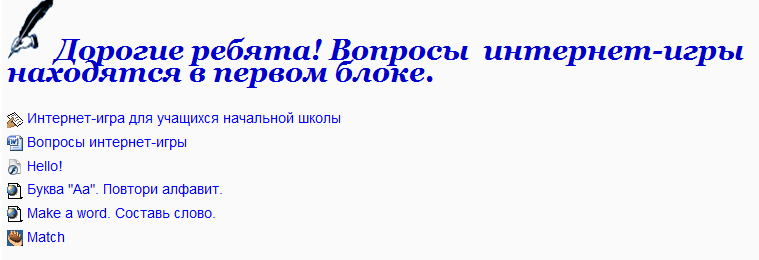 Дорогие ребята! Вопросы интернет-игры
находятся в первом блоке.
Интернет-игра для учащихся начальной школы
Вопросы интернет-игры
Hello!
Буква "Аа". Повтори алфавит.
Make a word. Составь слово.
Match